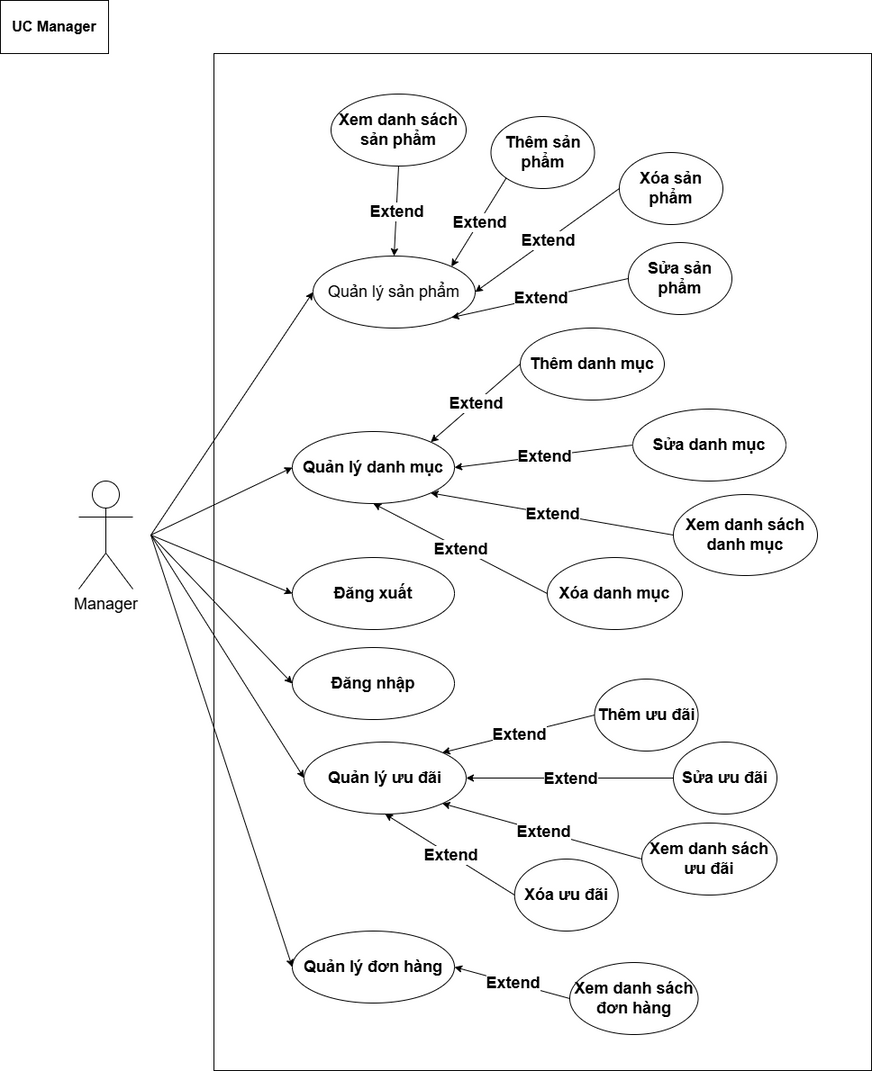 UC Manager
Xem danh sách
sản phẩm
Thêm sản
phẩm
Xóa sản
phẩm
Extend
Extend
Extend
Sửa sản
phẩm
Quản lý sản phẩm
Extend
Thêm danh mục
Extend
Sửa danh mục
Extend
Quản lý danh mục
Extend
Xem danh sách
danh mục
Extend
Xóa danh mục
Đăng xuất
Manager
Đăng nhập
Thêm ưu đãi
Extend
Quản lý ưu đãi
Extend
Sửa ưu đãi
Extend
Xem danh sách
ưu đãi
Extend
Xóa ưu đãi
Quản lý đơn hàng
Extend
Xem danh sách
đơn hàng